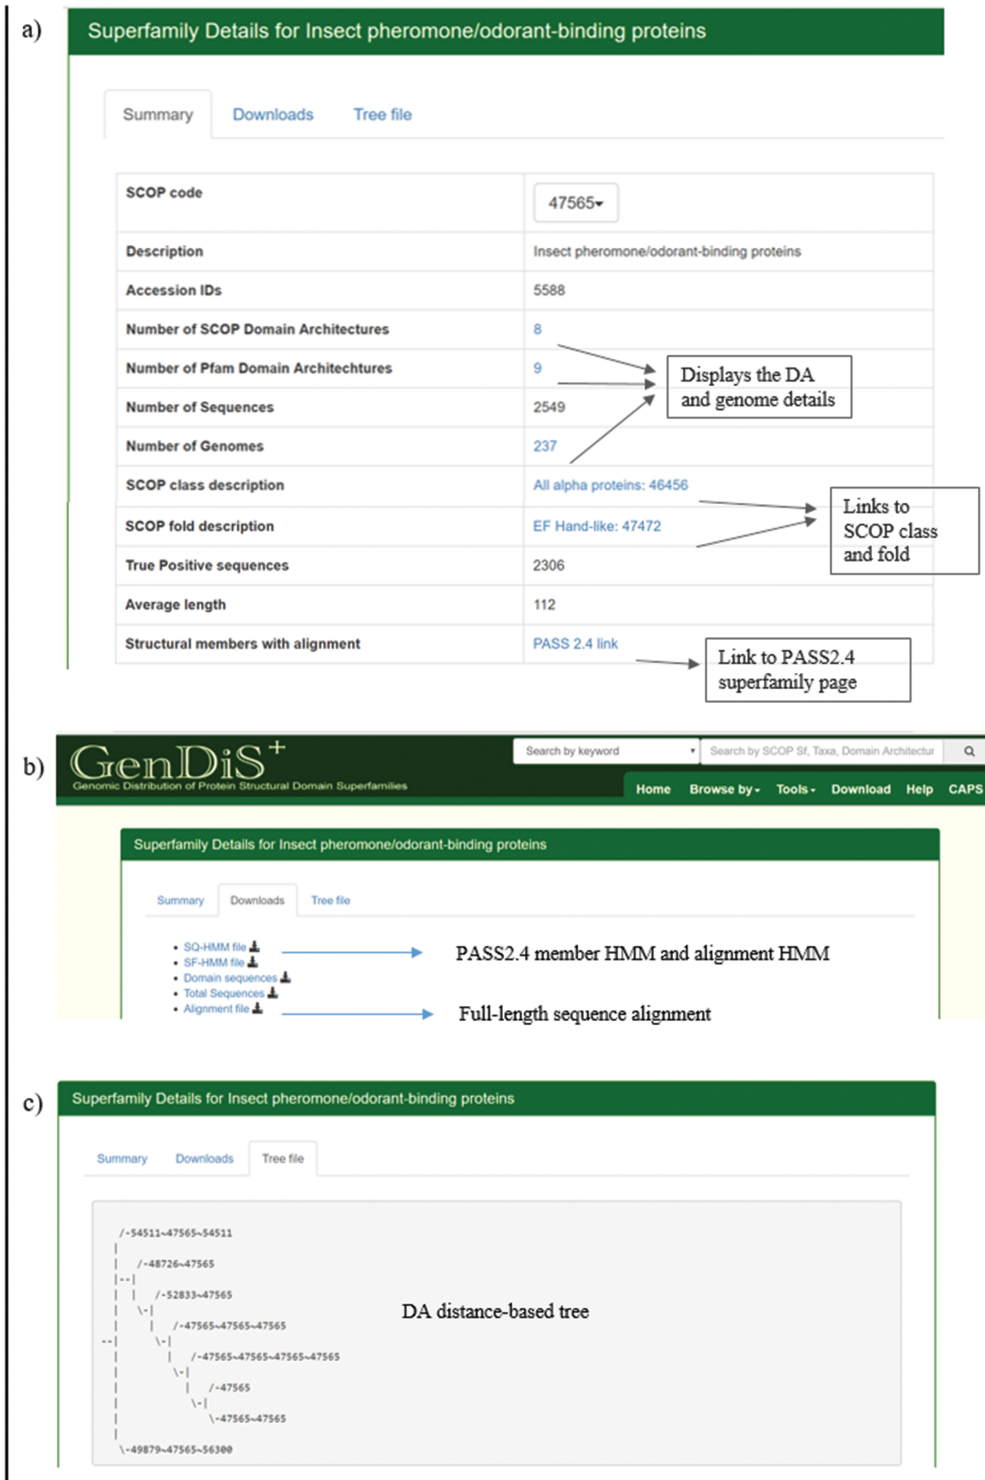 a)
Superfamily Details for Insect pheromone/odorant-binding proteins
Summary Downloads Tree file
SCOP code 47565
Description Insect pheromone/odorant-binding proteins
Accession IDs 5588
Number of SCOP Domain Architectures 8
Number of Pfam Domain Architechtures 9
Displays the DA
and genome details
Number of Sequences 2549
Number of Genomes 237
SCOP class description All alpha proteins: 46456
Links to
SCOP class
and fold
SCOP fold description EF Hand-like: 47472
True Positive sequences 2306
Average length 112
Structural members with alignment PASS 2.4 link
Link to PASS2.4
superfamily page
b)
GenDiS+
Genomic Distribution of Protein Structural Domain Superfamilies
Search by keyword Search by SCOP Sf, Taxa, Domain Architectur
Home Browse by Tools Download Help CAPS
Superfamily Details for Insect pheromone/odorant-binding proteins
Summary Downloads Tree file
• SQ-HMM file
• SF-HMM file
• Domain sequences
• Total Sequences
• Alignment file
PASS2.4 member HMM and alignment HMM
Full-length sequence alignment
c)
Superfamily Details for Insect pheromone/odorant-binding proteins
Summary Downloads Tree file
/-54511~47565~54511
|
| /-48726~47565
|--|
| | /-52833~47565
| \-|
| | /-47565~47565~47565
--| \-|
| | /-47565~47565~47565~47565
| \-|
| | /-47565
| \-|
| \-47565~47565
|
\-49879~47565~56300
DA distance-based tree